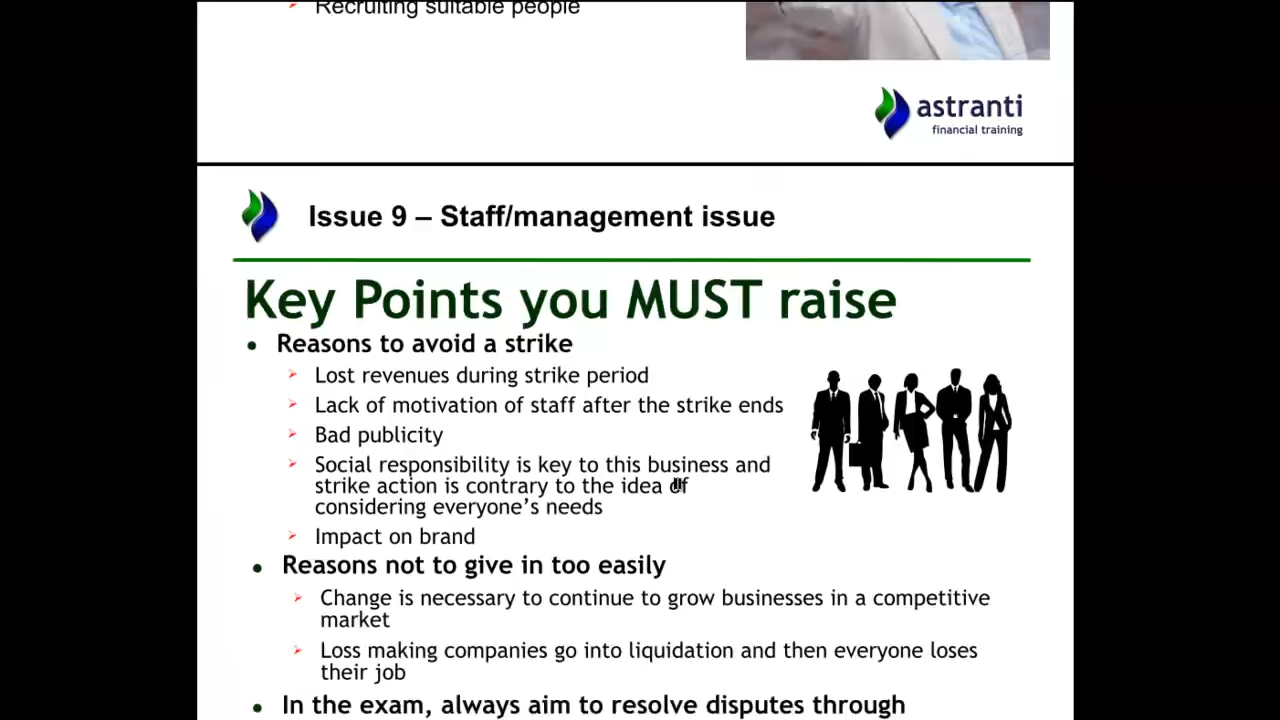 Recruiting suitable people
astranti
financial training
Issue 9 – Staff/management issue
Key Points you MUST raise
Reasons to avoid a strike
Lost revenues during strike period
Lack of motivation of staff after the strike ends
Bad publicity
Social responsibility is key to this business and
strike action is contrary to the idea of
considering everyone’s needs
Impact on brand
Reasons not to give in too easily
Change is necessary to continue to grow businesses in a competitive
market
Loss making companies go into liquidation and then everyone loses
their job
In the exam, always aim to resolve disputes through